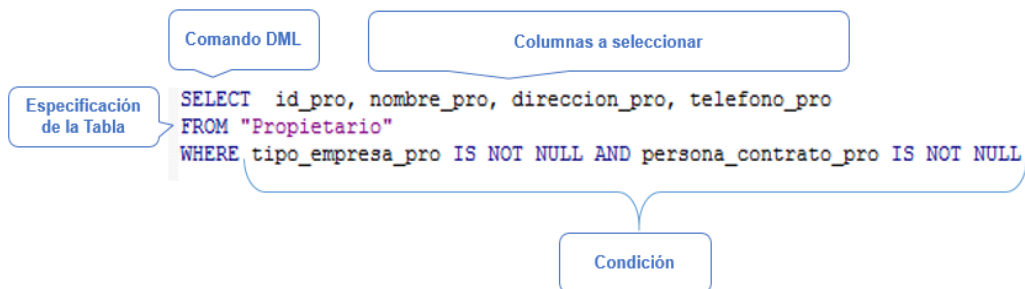 Comando DML
Columnas a seleccionar
Especificación
de la Tabla
SELECT id_pro, nombre_pro, direccion_pro, telefono_pro
FROM "Propietario"
WHERE tipo_empresa_pro IS NOT NULL AND persona_contrato_pro IS NOT NULL
Condición